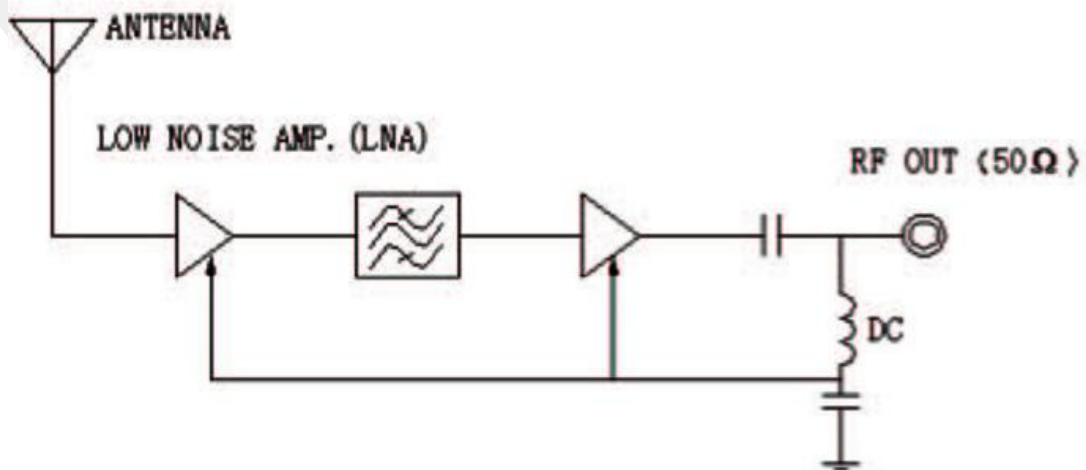 ANTENNA
LOW NOISE AMP. (LNA)
RF OUT (50Ω)
DC